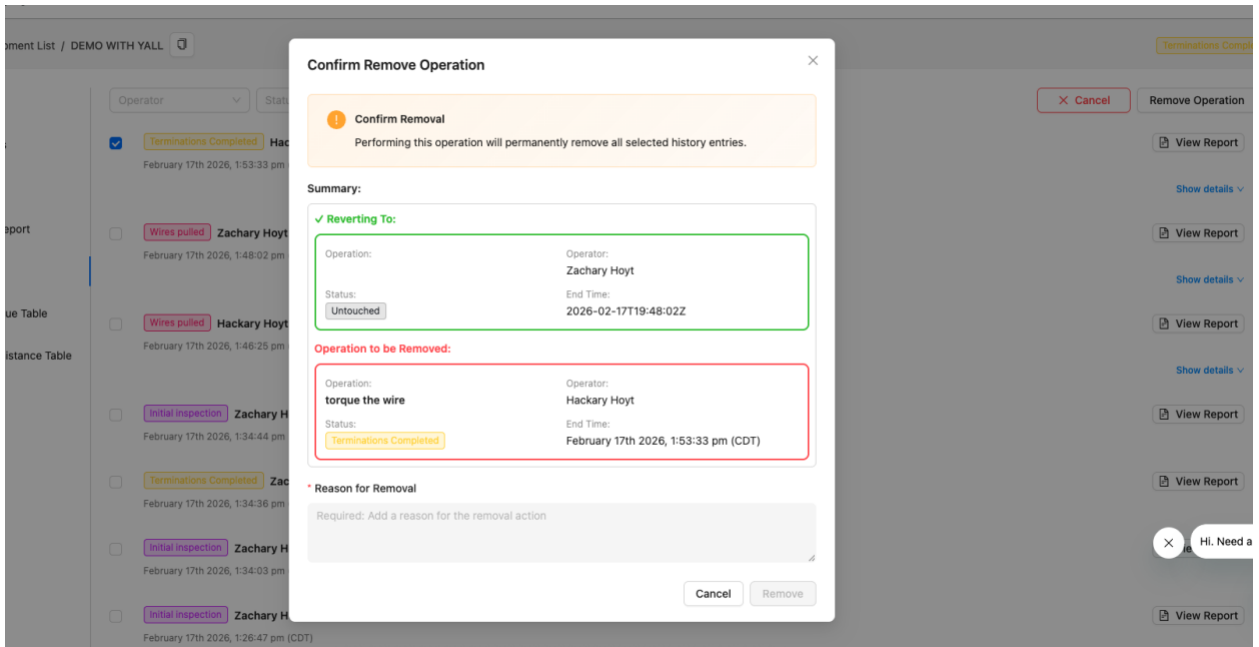 pment List / DEMO WITH YALL
Terminations Comple
Operator
Statu
Cancel
Remove Operation
Terminations Completed Hac
View Report
February 17th 2026, 1:53:33 pm
Show details
eport
Wires pulled Zachary Hoyt
View Report
February 17th 2026, 1:48:02 pm
Show details
ue Table
Wires pulled Hackary Hoyt
View Report
February 17th 2026, 1:46:25 pm
istance Table
Show details
Initial inspection Zachary H
View Report
February 17th 2026, 1:34:44 pm
Terminations Completed Zac
View Report
February 17th 2026, 1:34:36 pm
Initial inspection Zachary H
Hi. Need a
February 17th 2026, 1:34:03 pm
Initial inspection Zachary H
View Report
February 17th 2026, 1:26:47 pm (CDT)
Confirm Remove Operation
Confirm Removal
Performing this operation will permanently remove all selected history entries.
Summary:
Reverting To:
Operation:
Operator:
Zachary Hoyt
Status:
End Time:
Untouched
2026-02-17T19:48:02Z
Operation to be Removed:
Operation:
Operator:
torque the wire
Hackary Hoyt
Status:
End Time:
Terminations Completed
February 17th 2026, 1:53:33 pm (CDT)
* Reason for Removal
Required: Add a reason for the removal action
Cancel
Remove